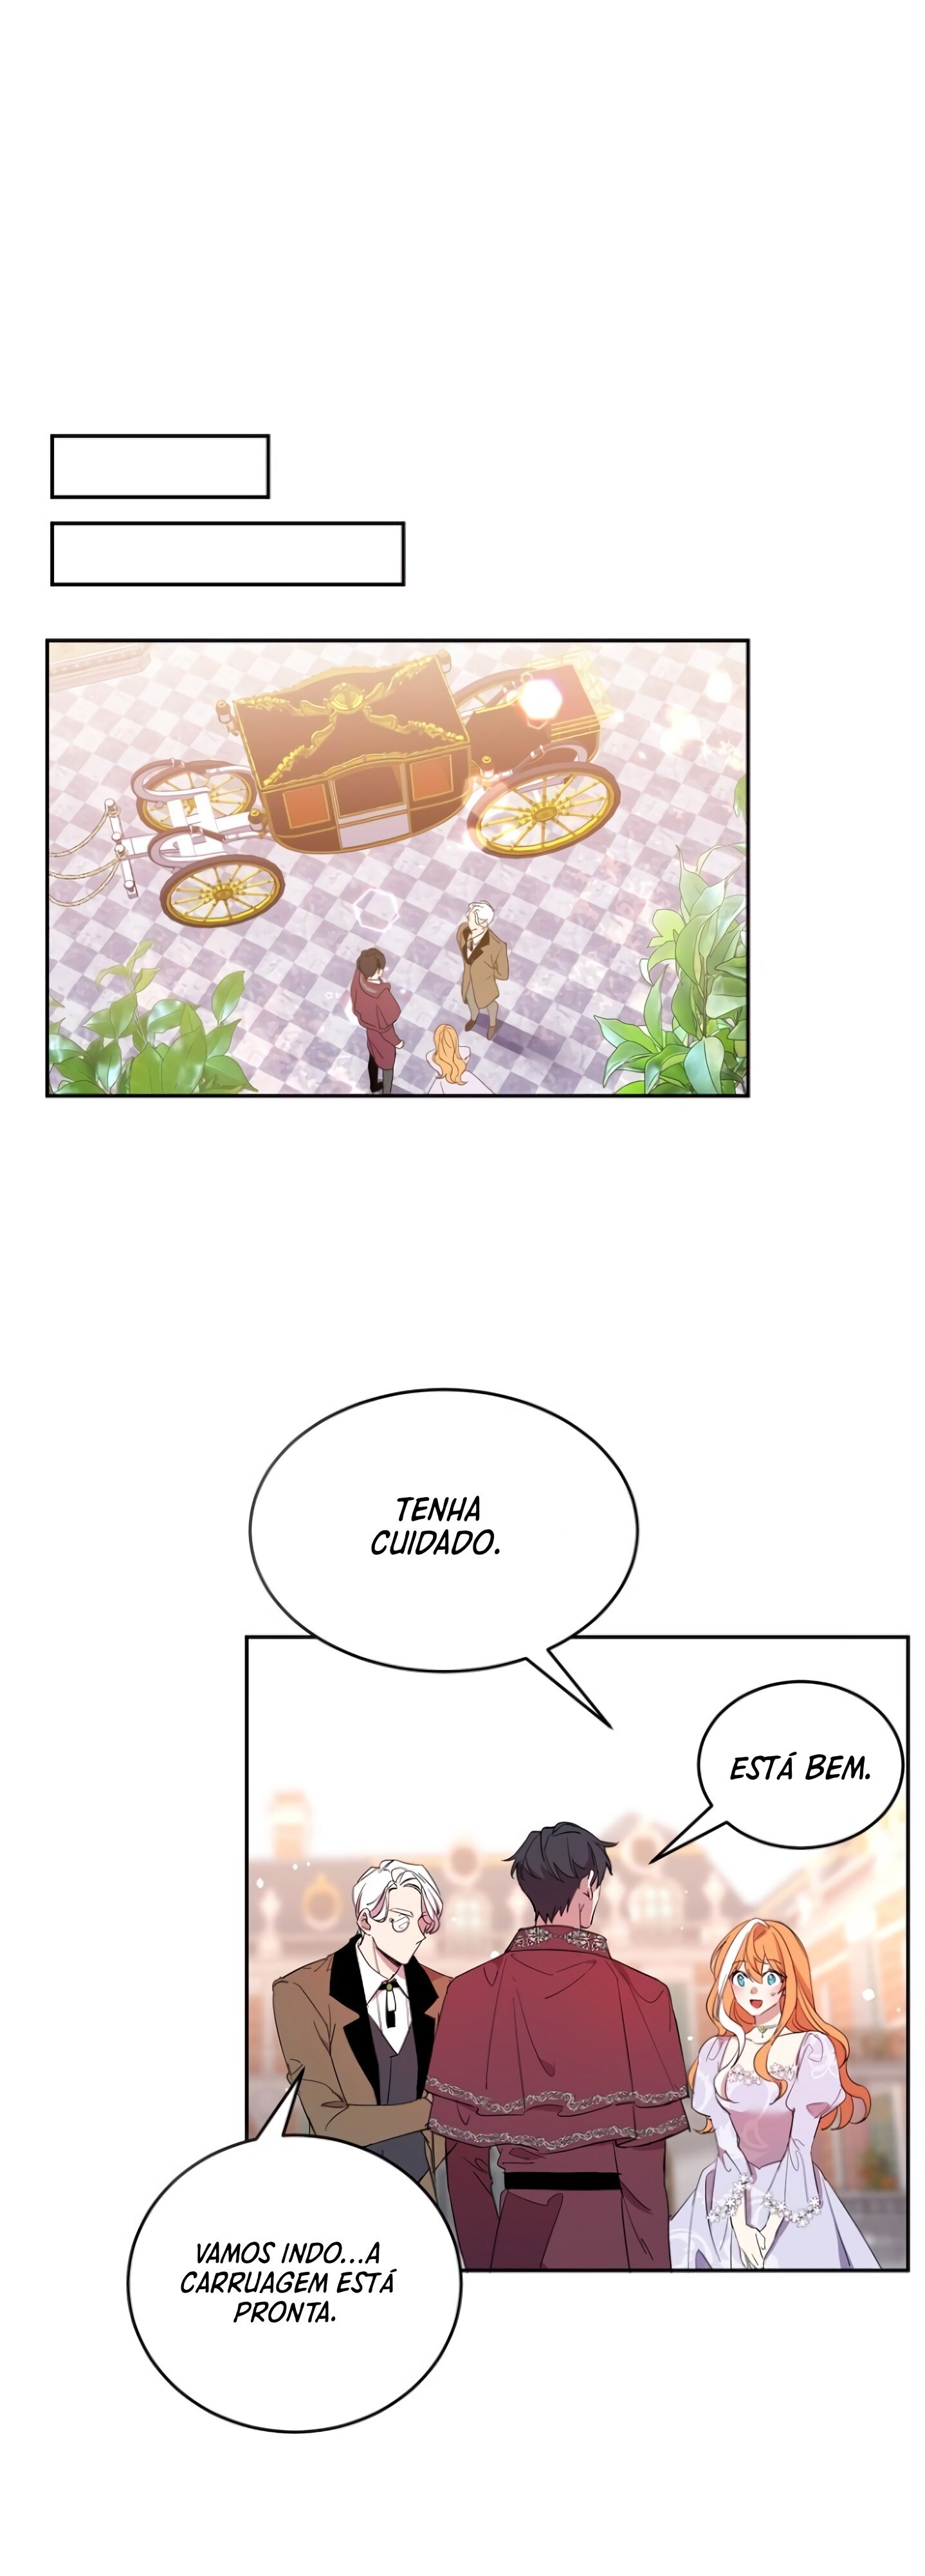 TENHA
CUIDADO.
ESTÁ BEM.
VAMOS INDO...A
CARRUAGEM ESTÁ
PRONTA.